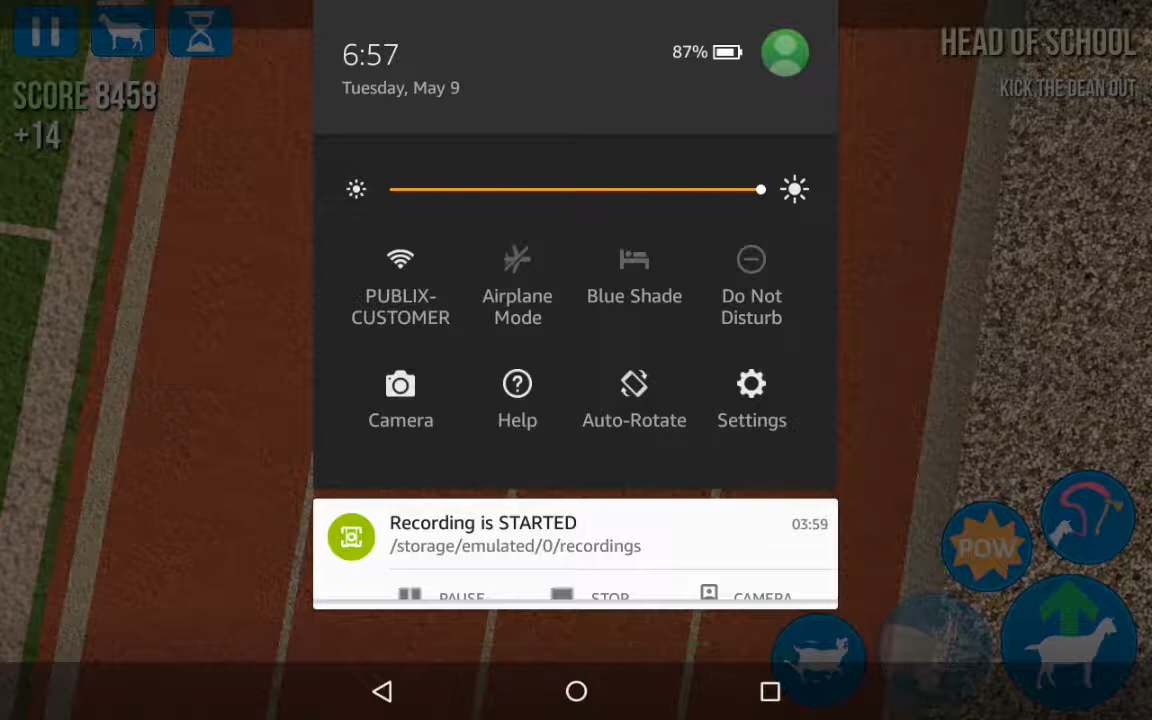 SCORE 8458
+14
HEAD OF SCHOOL
KICK THE DEAN OUT
6:57
87%
Tuesday, May 9
PUBLIX-
CUSTOMER
Airplane
Mode
Blue Shade
Do Not
Disturb
Camera
Help
Auto-Rotate
Settings
Recording is STARTED
03:59
/storage/emulated/0/recordings
PAUSE
STOP
CAMERA
POW